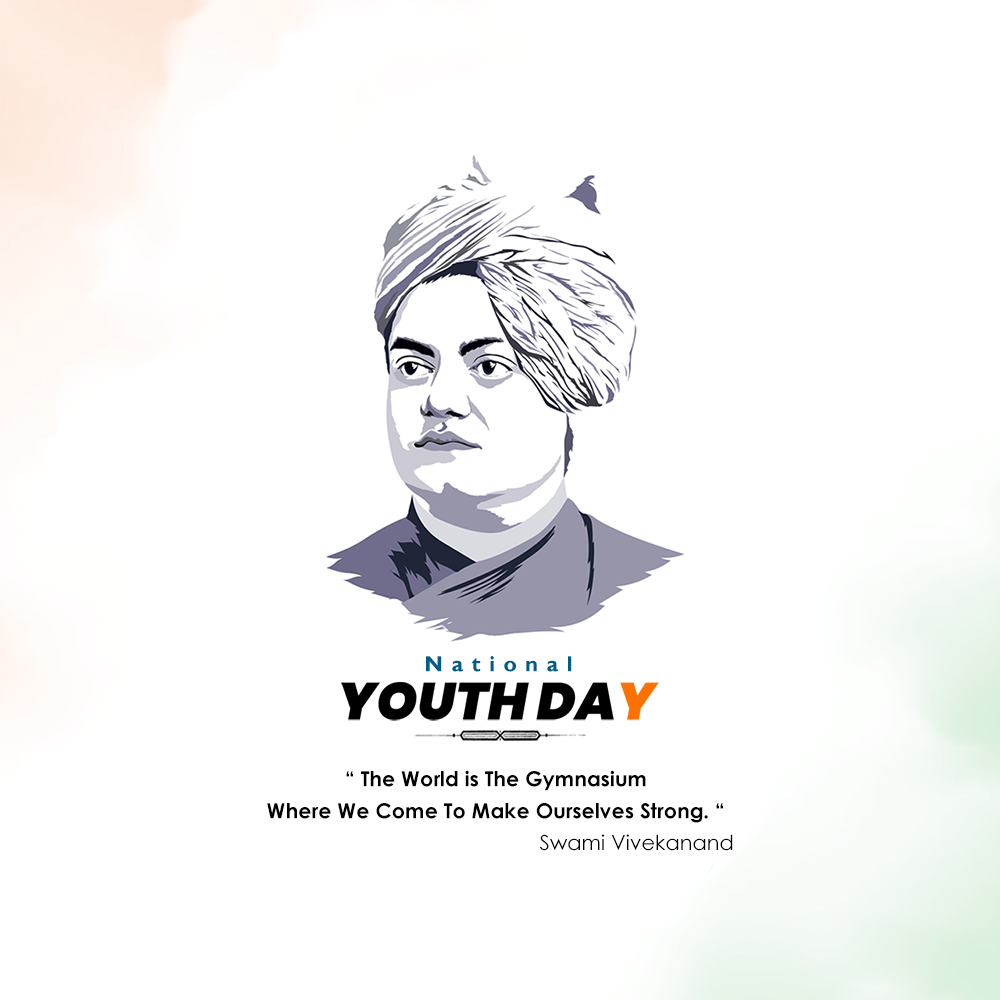 National
YOUTH DAY
“ The World is The Gymnasium
Where We Come To Make Ourselves Strong. “
Swami Vivekanand